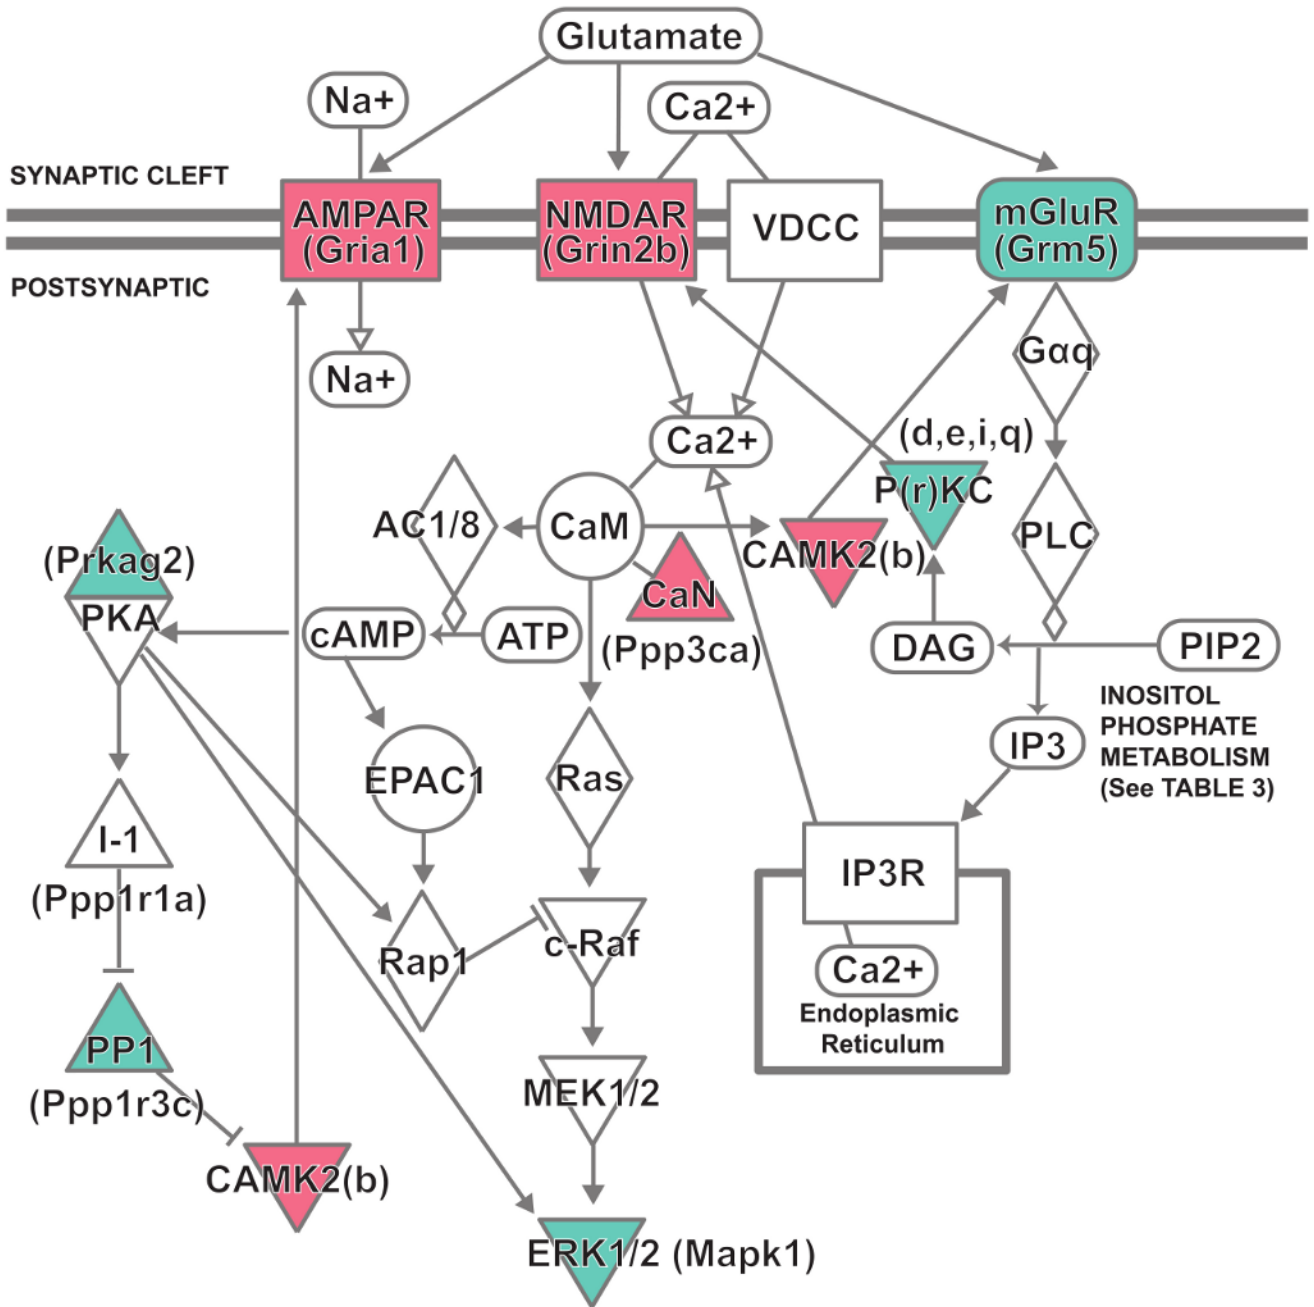 Glutamate
Na+
Ca2+
SYNAPTIC CLEFT
AMPAR
(Gria1)
NMDAR
(Grin2b)
VDCC
mGluR
(Grm5)
POSTSYNAPTIC
Na+
Gαq
Ca2+
(d,e,i,q)
P(r)KC
AC1/8
CaM
CAMK2(b)
PLC
(Prkag2)
PKA
CaN
(Ppp3ca)
cAMP
ATP
DAG
PIP2
INOSITOL
PHOSPHATE
METABOLISM
(See TABLE 3)
IP3
EPAC1
Ras
I-1
(Ppp1r1a)
IP3R
Rap1
c-Raf
Ca2+
Endoplasmic
Reticulum
PP1
(Ppp1r3c)
MEK1/2
CAMK2(b)
ERK1/2 (Mapk1)